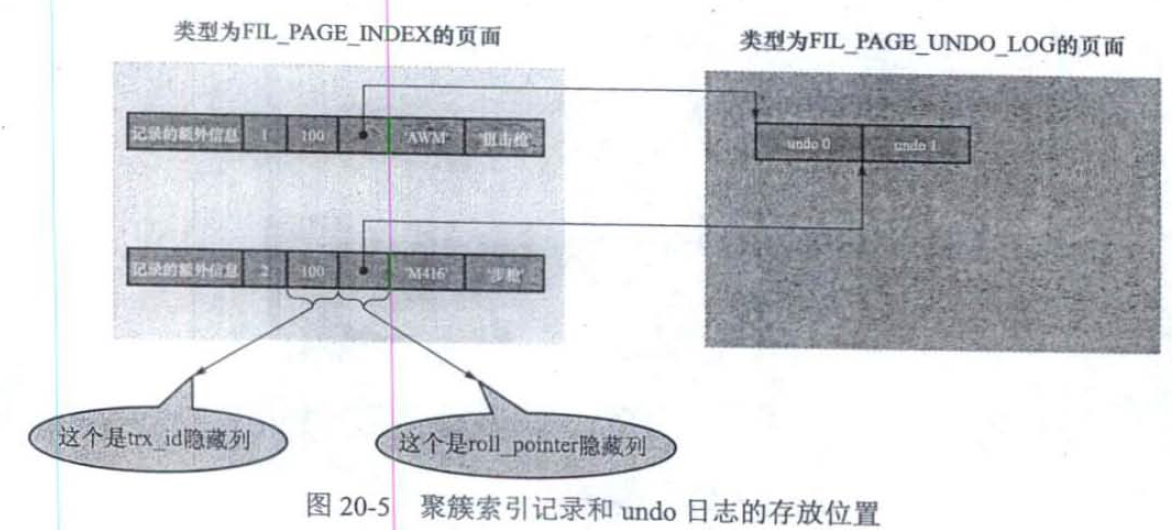 类型为FIL_PAGE_INDEX的页面
类型为FIL_PAGE_UNDO_LOG的页面
记录的额外信息 1 100 'AWM' '狙击枪'
undo 0 undo 1
记录的额外信息 2 100 'M416' '步枪'
这个是trx_id隐藏列
这个是roll_pointer隐藏列
图 20-5 聚簇索引记录和 undo 日志的存放位置